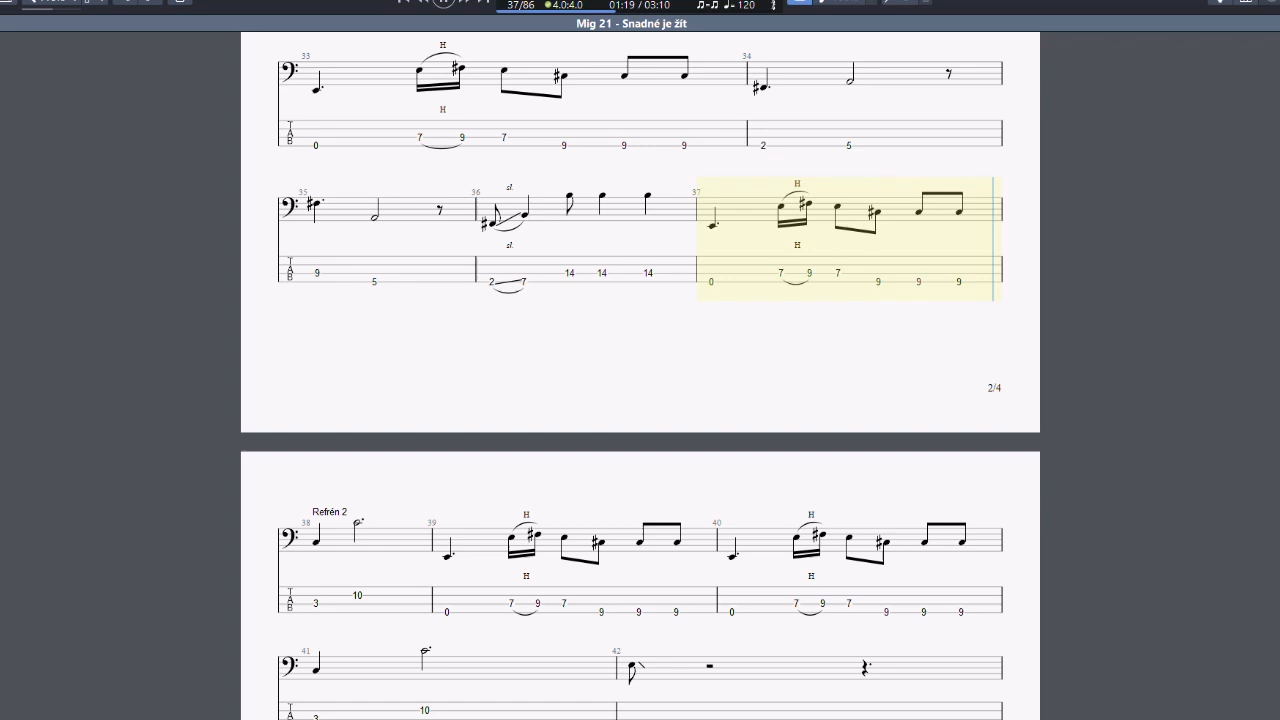 37/86 4.0:4.0 01:19 / 03:10 = 120
Mig 21 - Snadné je žít
33 H 34
H
0 7 9 7 9 9 9 2 5
35 36 sl. 37 H
sl. H
9 5 2 7 14 14 14 0 7 9 7 9 9 9
2/4
Refrén 2
38 39 H 40 H
H H
3 10 0 7 9 7 9 9 9 0 7 9 7 9 9 9
41 42
10
3